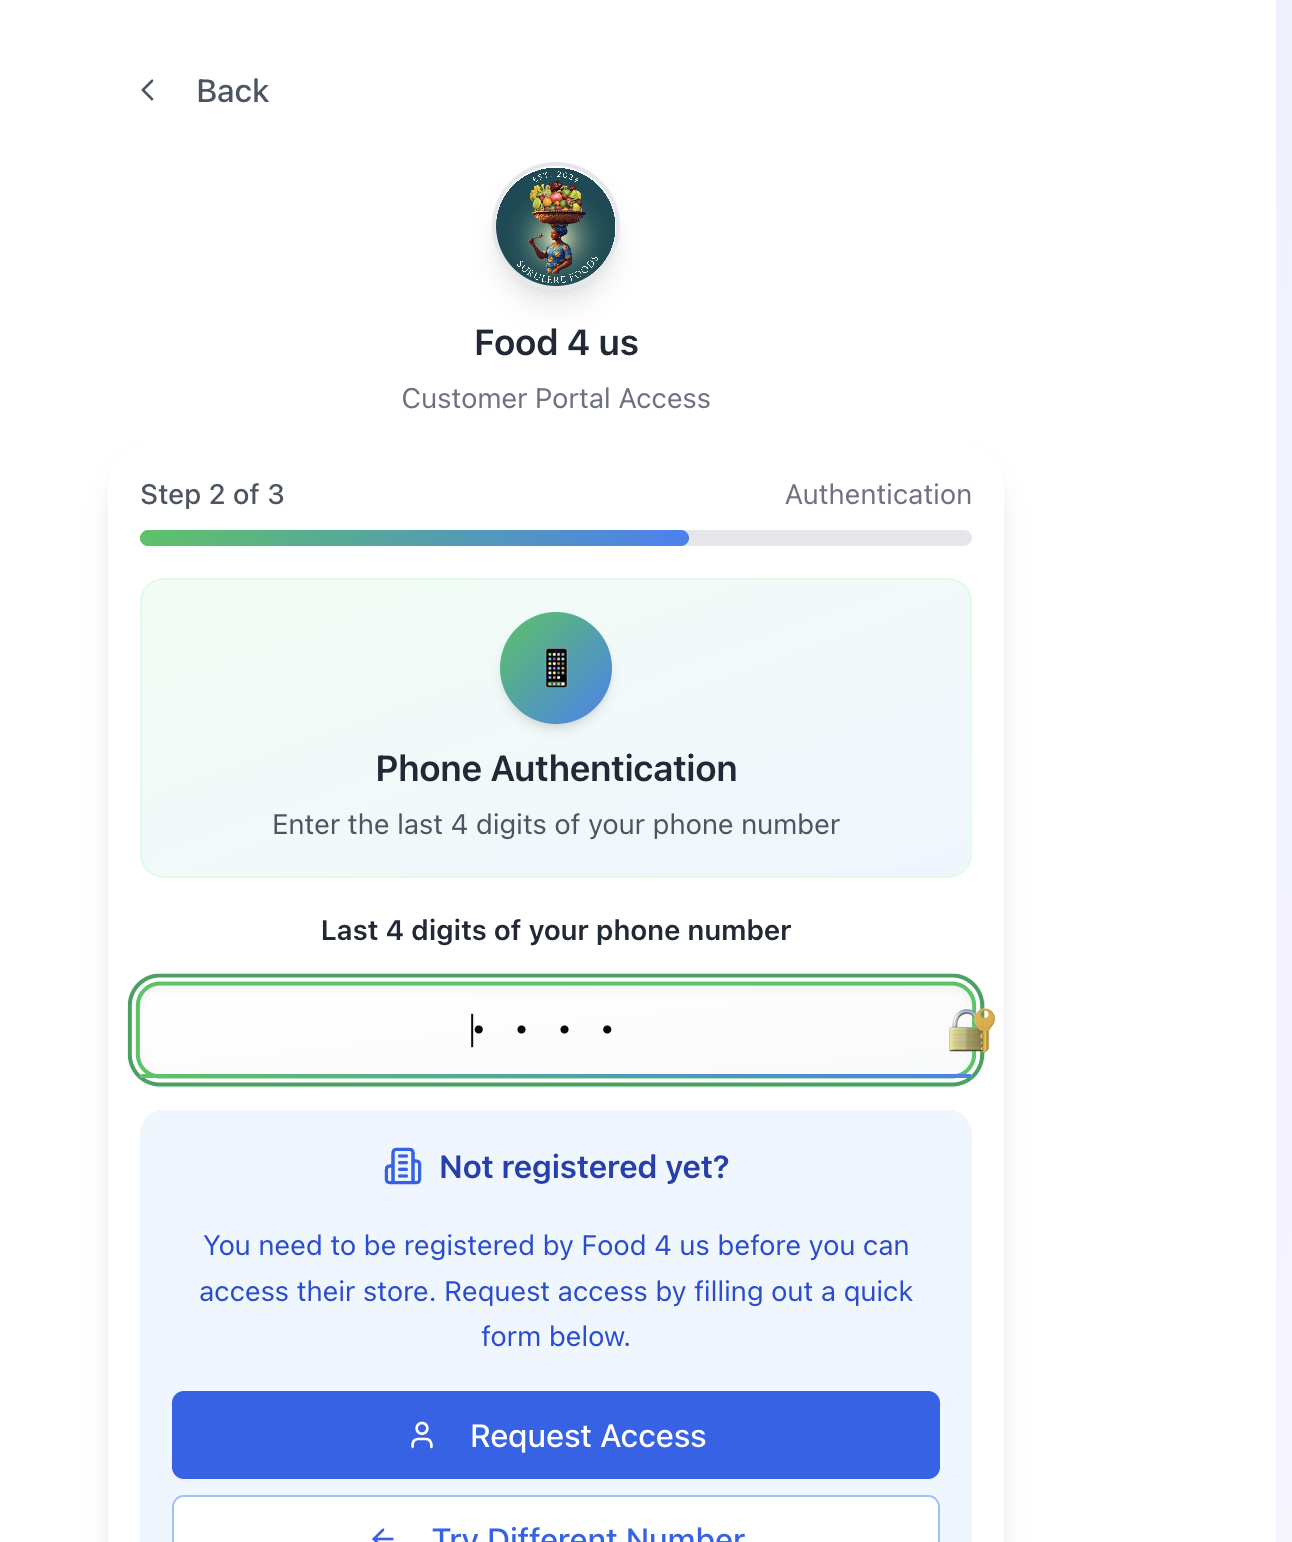 Back
EST. 2024
SURULERE FOODS
Food 4 us
Customer Portal Access
Step 2 of 3
Authentication
Phone Authentication
Enter the last 4 digits of your phone number
Last 4 digits of your phone number
• • • •
Not registered yet?
You need to be registered by Food 4 us before you can
access their store. Request access by filling out a quick
form below.
Request Access
Try Different Number